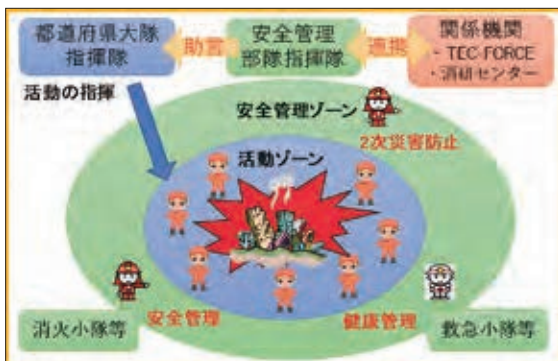 都道府県大隊
指揮隊
助言
安全管理
部隊指揮隊
連携
関係機関
・TEC-FORCE
・消研センター
活動の指揮
安全管理ゾーン
2次災害防止
活動ゾーン
消火小隊等
安全管理
健康管理
救急小隊等